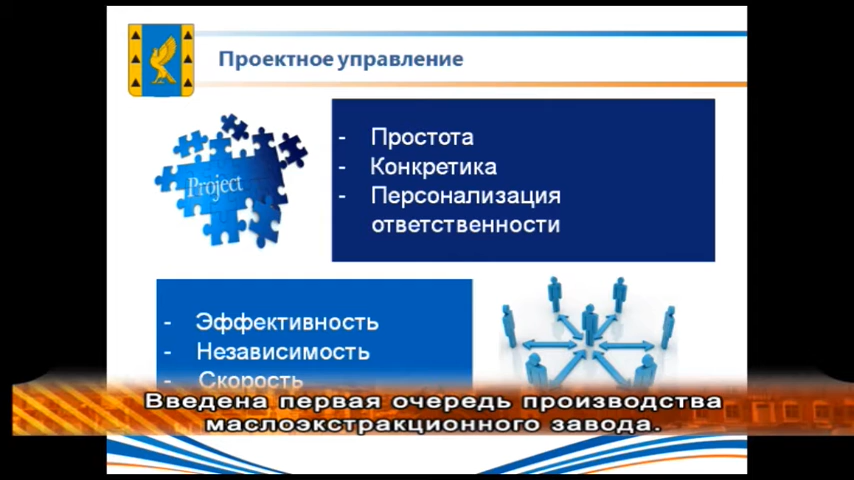 Проектное управление
Project
- Простота
- Конкретика
- Персонализация
ответственности
- Эффективность
- Независимость
- Скорость
Введена первая очередь производства
маслоэкстракционного завода.